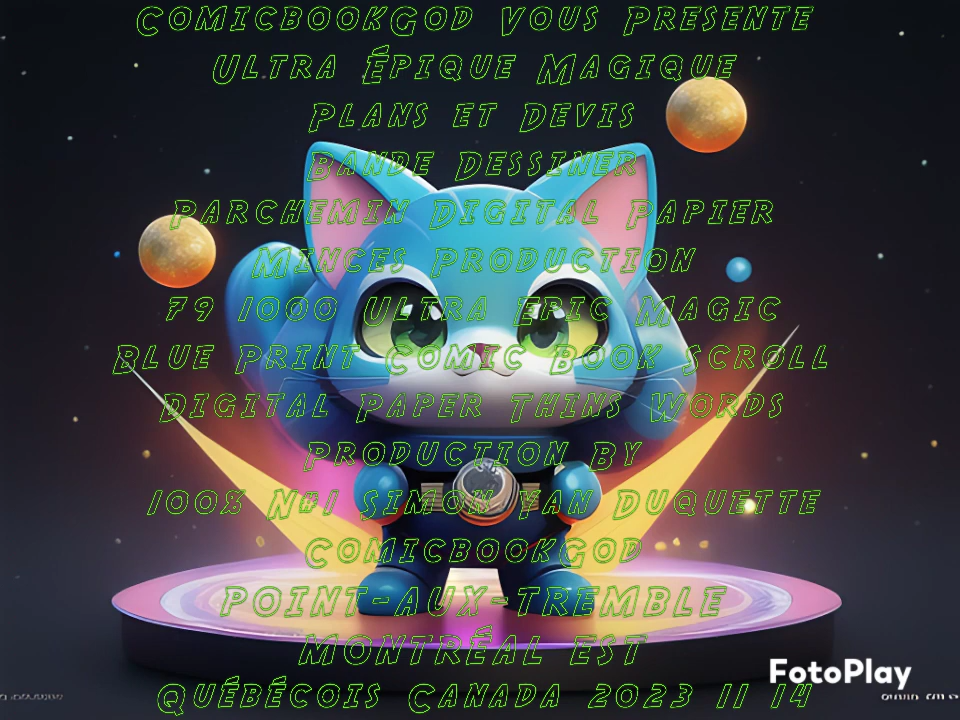 ComicbookGod Vous Presente
Ultra Épique Magique
Plans et Devis
Bande Dessiner
Parchemin Digital Papier
Minces Production
79 1000 Ultra Epic Magic
Blue Print Comic Book Scroll
Digital Paper Thins Words
Production By
100% N#1 Simon Yan Duquette
ComicbookGod
Point-aux-Tremble
Montréal Est
Québécois Canada 2023 11 14
FotoPlay